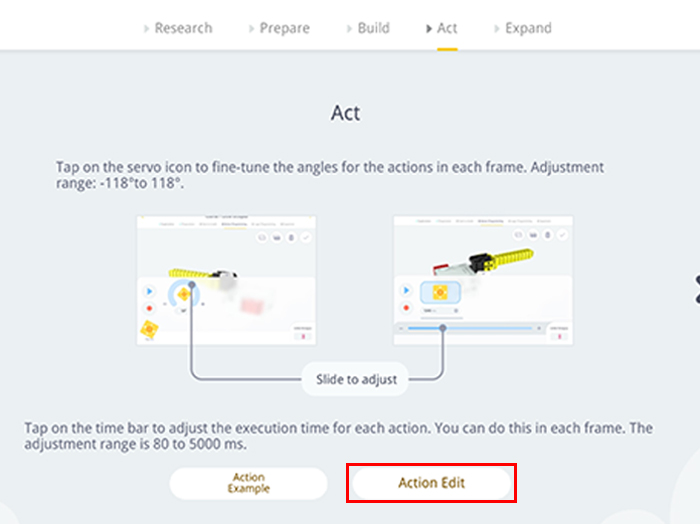 Research
Prepare
Build
Act
Expand
Act
Tap on the servo icon to fine-tune the angles for the actions in each frame. Adjustment
range: -118°to 118°.
Slide to adjust
Tap on the time bar to adjust the execution time for each action. You can do this in each frame. The
adjustment range is 80 to 5000 ms.
Action
Example
Action Edit